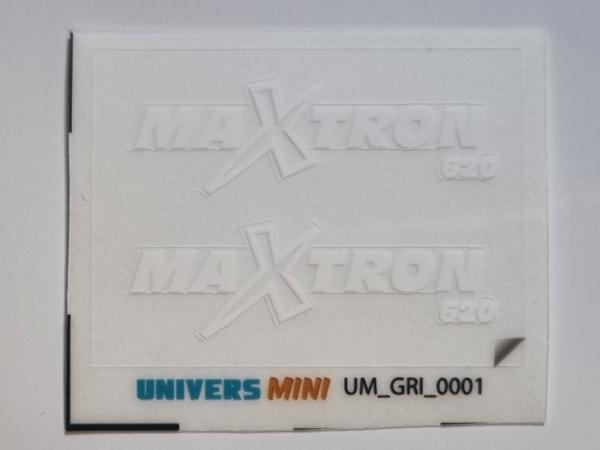 MAXTRON
620
MAXTRON
620
UNIVERS MINI UM_GRI_0001